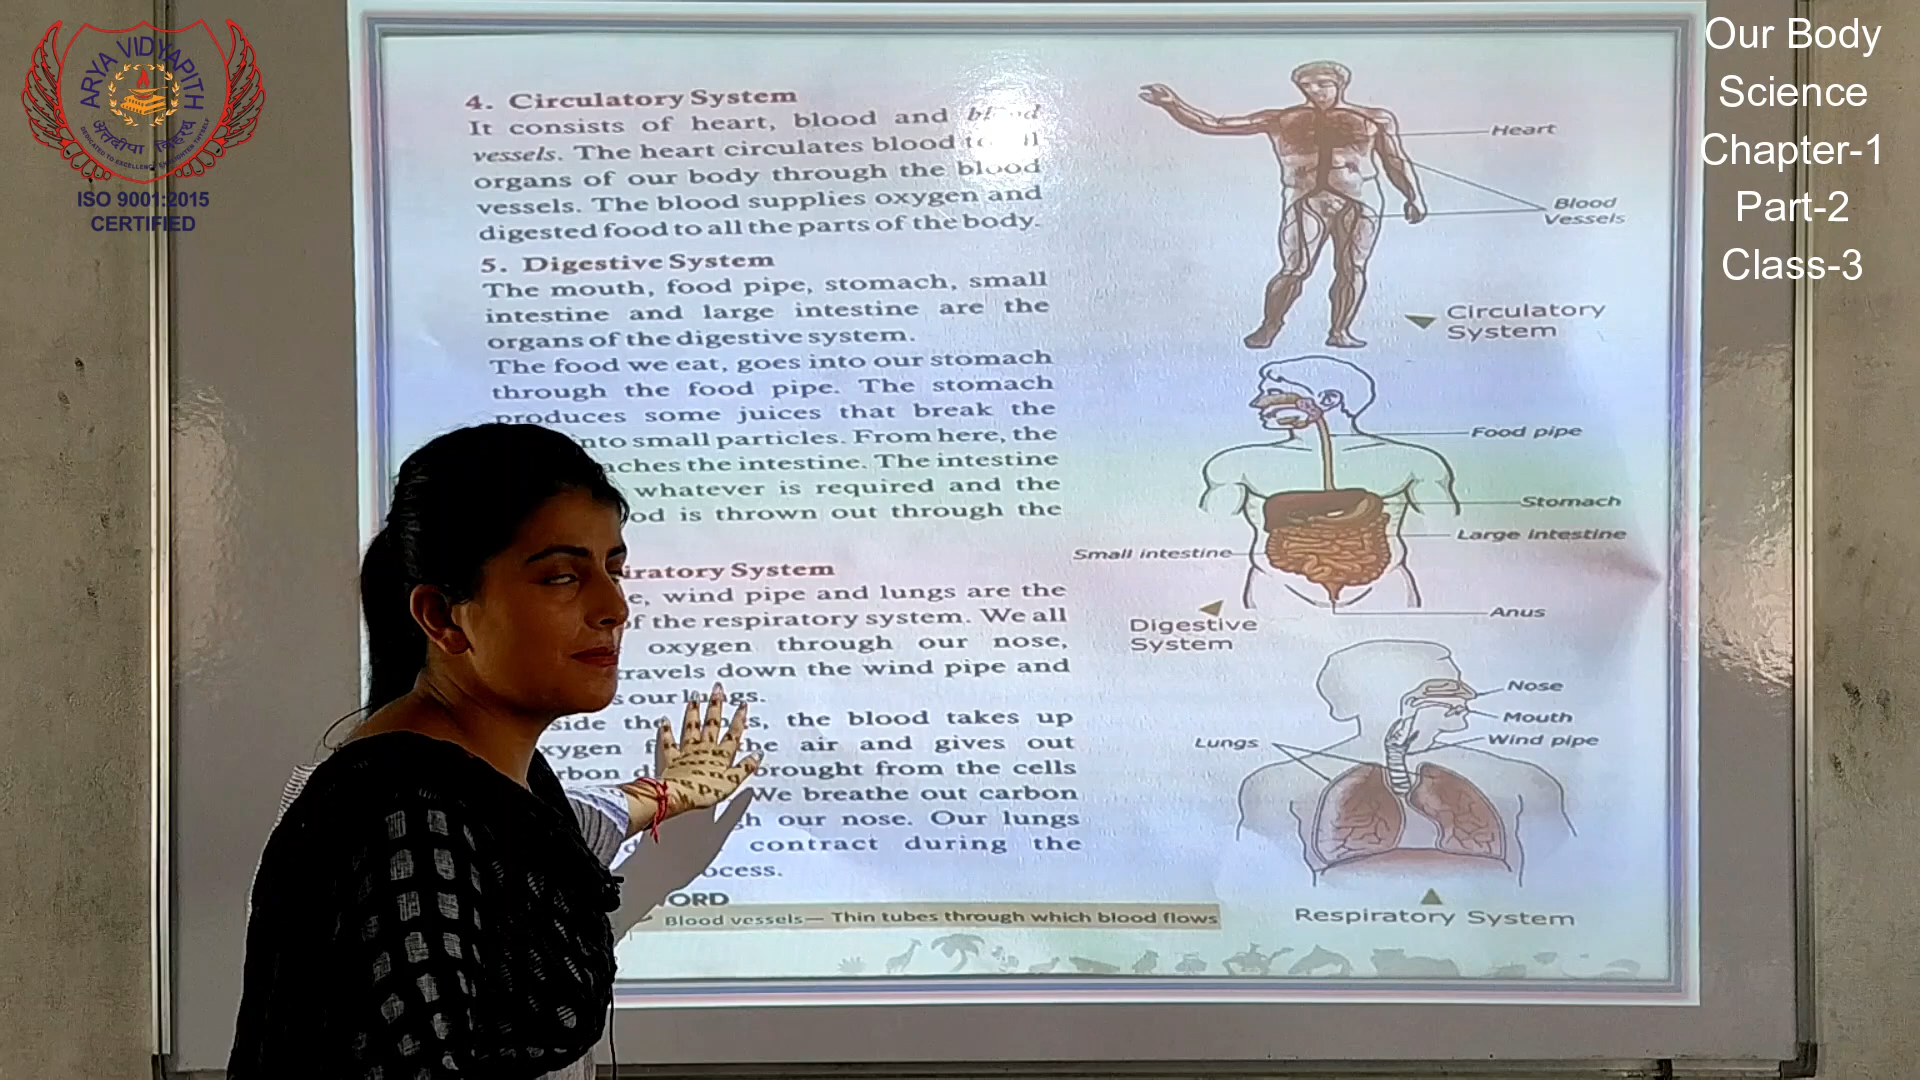 ARYA VIDYAPITH
ISO 9001:2015
CERTIFIED
Our Body
Science
Chapter-1
Part-2
Class-3
4. Circulatory System
It consists of heart, blood and blood
vessels. The heart circulates blood
organs of our body through the blood
vessels. The blood supplies oxygen and
digested food to all the parts of the body.
5. Digestive System
The mouth, food pipe, stomach, small
intestine and large intestine are the
organs of the digestive system.
The food we eat, goes into our stomach
through the food pipe. The stomach
produces some juices that break the
into small particles. From here, the
the intestine. The intestine
whatever is required and the
is thrown out through the
System
wind pipe and lungs are the
the respiratory system. We all
oxygen through our nose,
down the wind pipe and
our lungs.
the, the blood takes up
the air and gives out
brought from the cells
We breathe out carbon
our nose. Our lungs
contract during the
Blood vessels— Thin tubes through which blood flows
Heart
Blood
Vessels
Circulatory
System
Food pipe
Stomach
Large intestine
Small intestine
Anus
Digestive
System
Nose
Mouth
Wind pipe
Lungs
Respiratory System